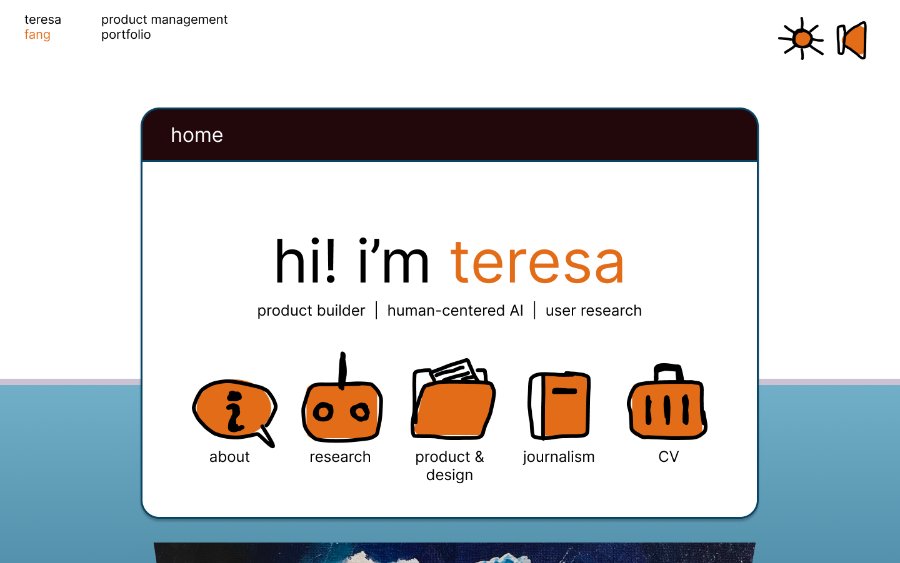 teresa
fang
product management
portfolio
home
hi! i’m teresa
product builder | human-centered AI | user research
i
about
research
product &
design
journalism
CV